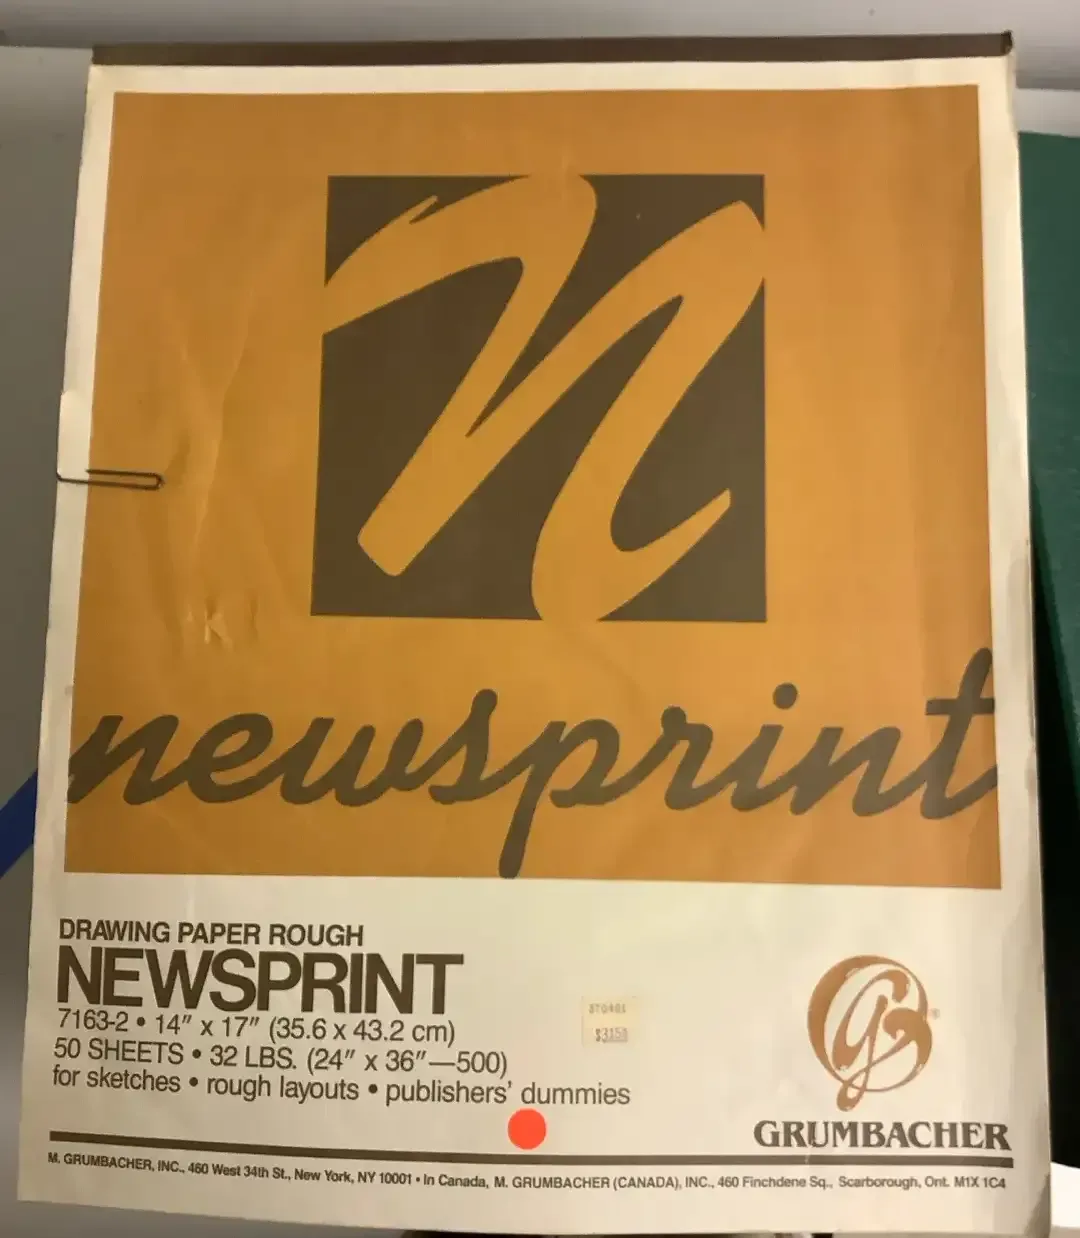 n
newsprint
DRAWING PAPER ROUGH
NEWSPRINT
7163-2 • 14″ x 17″ (35.6 x 43.2 cm)
50 SHEETS • 32 LBS. (24″ x 36″—500)
for sketches • rough layouts • publishers’ dummies
$3.50
G
®
GRUMBACHER
M. GRUMBACHER, INC., 460 West 34th St., New York, NY 10001 • In Canada, M. GRUMBACHER (CANADA), INC., 460 Finchdene Sq., Scarborough, Ont. M1X 1C4